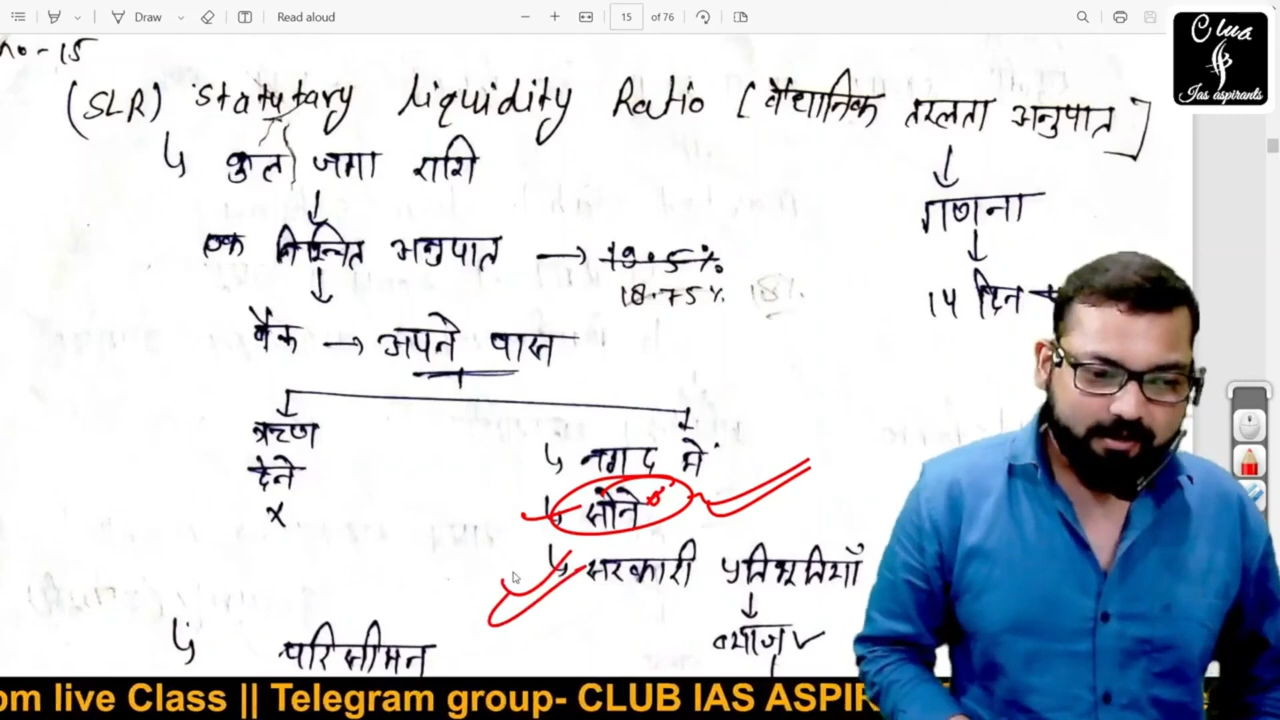 Draw
Read aloud
15 of 76
Clua
Ias aspirants
no-15
(SLR) Statutary liquidity Ratio [वैधानिक तरलता अनुपात]
↳ कुल जमा राशि
↓
गणना
↓
एक निश्चित अनुपात → 19.5%
18.75% 18%
14 दिन
बैंक → अपने पास
ऋण
देने
x
↳ नगद में
↳ सोने
↳ सरकारी प्रतिभूतियाँ
↓
ब्याज ✓
↳ परिसीमन
om live Class || Telegram group- CLUB IAS ASPIR